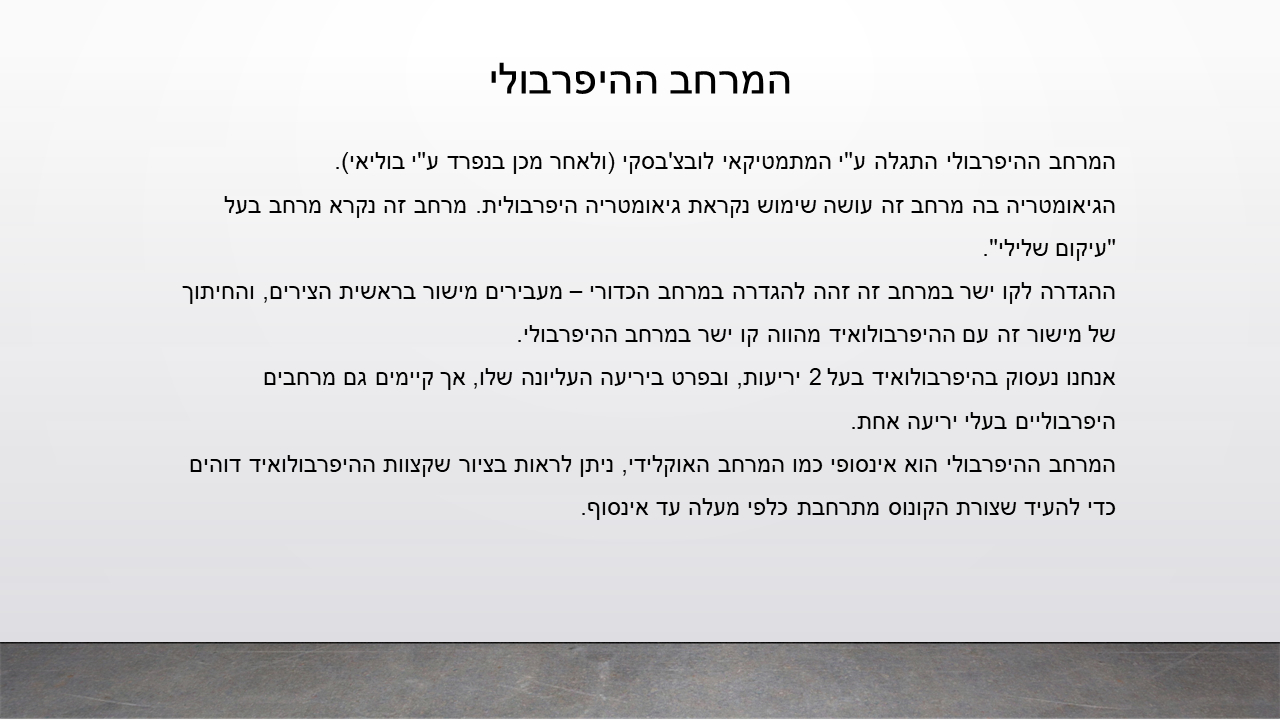 המרחב ההיפרבולי
המרחב ההיפרבולי התגלה ע"י המתמטיקאי לובצ'בסקי (ולאחר מכן בנפרד ע"י בוליאי).
הגיאומטריה בה מרחב זה עושה שימוש נקראת גיאומטריה היפרבולית. מרחב זה נקרא מרחב בעל
"עיקום שלילי".
ההגדרה לקו ישר במרחב זה זהה להגדרה במרחב הכדורי – מעבירים מישור בראשית הצירים, והחיתוך
של מישור זה עם ההיפרבולואיד מהווה קו ישר במרחב ההיפרבולי.
אנחנו נעסוק בהיפרבולואיד בעל 2 יריעות, ובפרט ביריעה העליונה שלו, אך קיימים גם מרחבים
היפרבוליים בעלי יריעה אחת.
המרחב ההיפרבולי הוא אינסופי כמו המרחב האוקלידי, ניתן לראות בציור שקצוות ההיפרבולואיד דוהים
כדי להעיד שצורת הקונוס מתרחבת כלפי מעלה עד אינסוף.